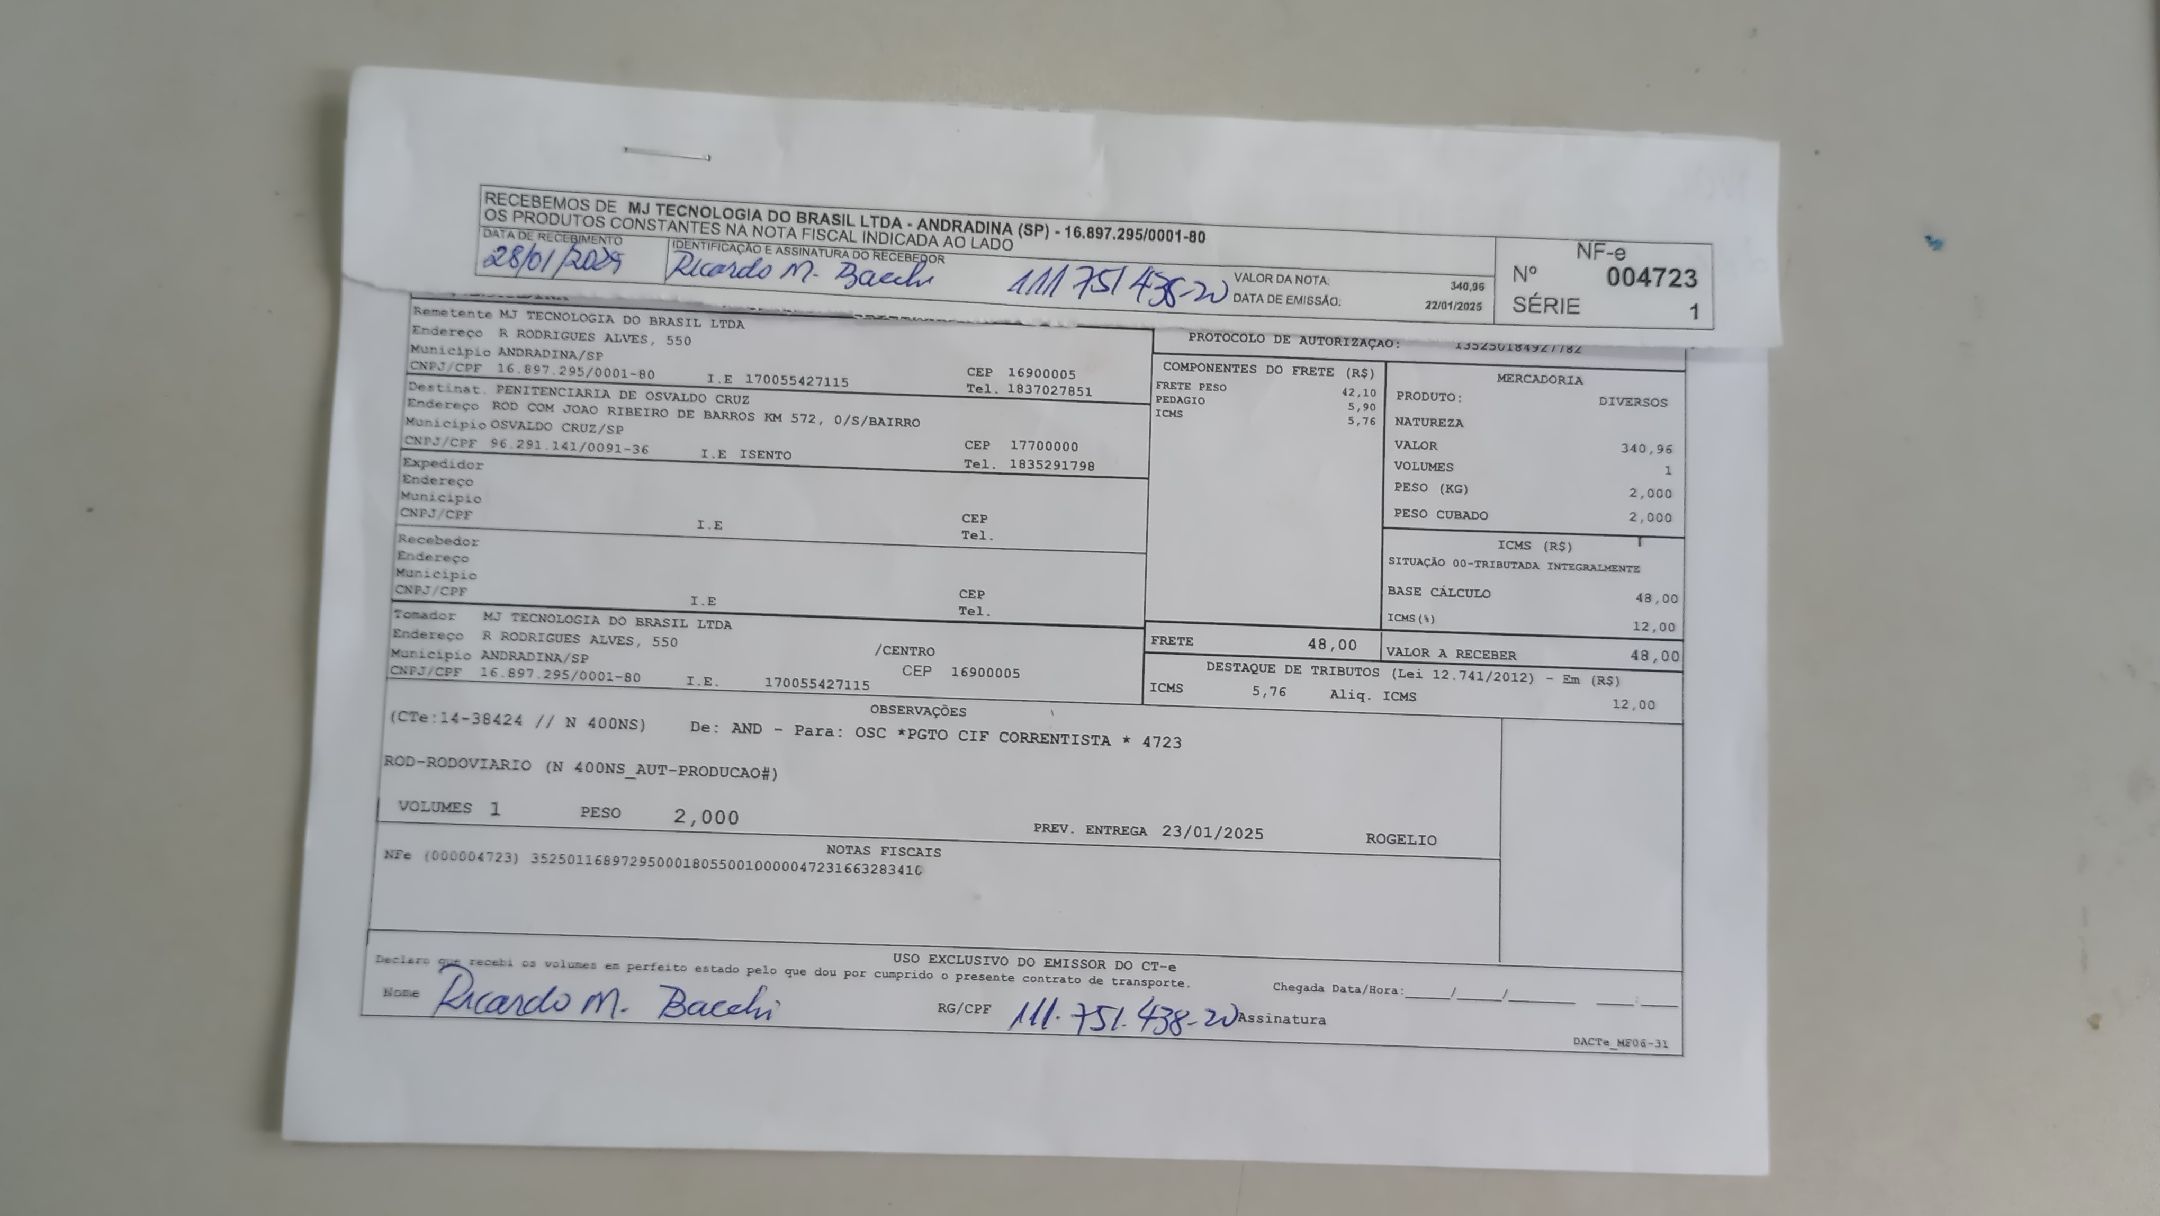 RECEBEMOS DE MJ TECNOLOGIA DO BRASIL LTDA - ANDRADINA (SP) - 16.897.295/0001-80
OS PRODUTOS CONSTANTES NA NOTA FISCAL INDICADA AO LADO
DATA DE RECEBIMENTO
28/01/2025
IDENTIFICAÇÃO E ASSINATURA DO RECEBEDOR
Ricardo M. Bacchi 111 751 438-20
VALOR DA NOTA: 340,96
DATA DE EMISSÃO: 22/01/2025
NF-e
Nº 004723
SÉRIE 1
Remetente MJ TECNOLOGIA DO BRASIL LTDA
Endereço R RODRIGUES ALVES, 550
Município ANDRADINA/SP CEP 16900005
CNPJ/CPF 16.897.295/0001-80 I.E 170055427115 Tel. 1837027851
Destinat. PENITENCIARIA DE OSVALDO CRUZ
Endereço ROD COM JOAO RIBEIRO DE BARROS KM 572, 0/S/BAIRRO
Município OSVALDO CRUZ/SP CEP 17700000
CNPJ/CPF 96.291.141/0091-36 I.E ISENTO Tel. 1835291798
Expedidor
Endereço
Município CEP
CNPJ/CPF I.E Tel.
Recebedor
Endereço
Município CEP
CNPJ/CPF I.E Tel.
Tomador MJ TECNOLOGIA DO BRASIL LTDA
Endereço R RODRIGUES ALVES, 550 /CENTRO
Município ANDRADINA/SP CEP 16900005
CNPJ/CPF 16.897.295/0001-80 I.E. 170055427115
PROTOCOLO DE AUTORIZAÇÃO: 135250184927782
COMPONENTES DO FRETE (R$)
FRETE PESO 42,10
PEDAGIO 5,90
ICMS 5,76
MERCADORIA
PRODUTO: DIVERSOS
NATUREZA
VALOR 340,96
VOLUMES 1
PESO (KG) 2,000
PESO CUBADO 2,000
ICMS (R$)
SITUAÇÃO 00-TRIBUTADA INTEGRALMENTE
BASE CÁLCULO 48,00
ICMS(%) 12,00
FRETE 48,00 VALOR A RECEBER 48,00
DESTAQUE DE TRIBUTOS (Lei 12.741/2012) - Em (R$)
ICMS 5,76 Aliq. ICMS 12,00
OBSERVAÇÕES
(CTe:14-38424 // N 400NS) De: AND - Para: OSC *PGTO CIF CORRENTISTA * 4723
ROD-RODOVIARIO (N 400NS_AUT-PRODUCAO#)
VOLUMES 1 PESO 2,000 PREV. ENTREGA 23/01/2025 ROGELIO
NOTAS FISCAIS
NFe (000004723) 35250116897295000180550010000047231663283410
USO EXCLUSIVO DO EMISSOR DO CT-e
Declaro que recebi os volumes em perfeito estado pelo que dou por cumprido o presente contrato de transporte.
Chegada Data/Hora:____/____/______ ____:____
Nome Ricardo M. Bacchi RG/CPF 111.751.438-20 Assinatura
DACTe_MF06-31